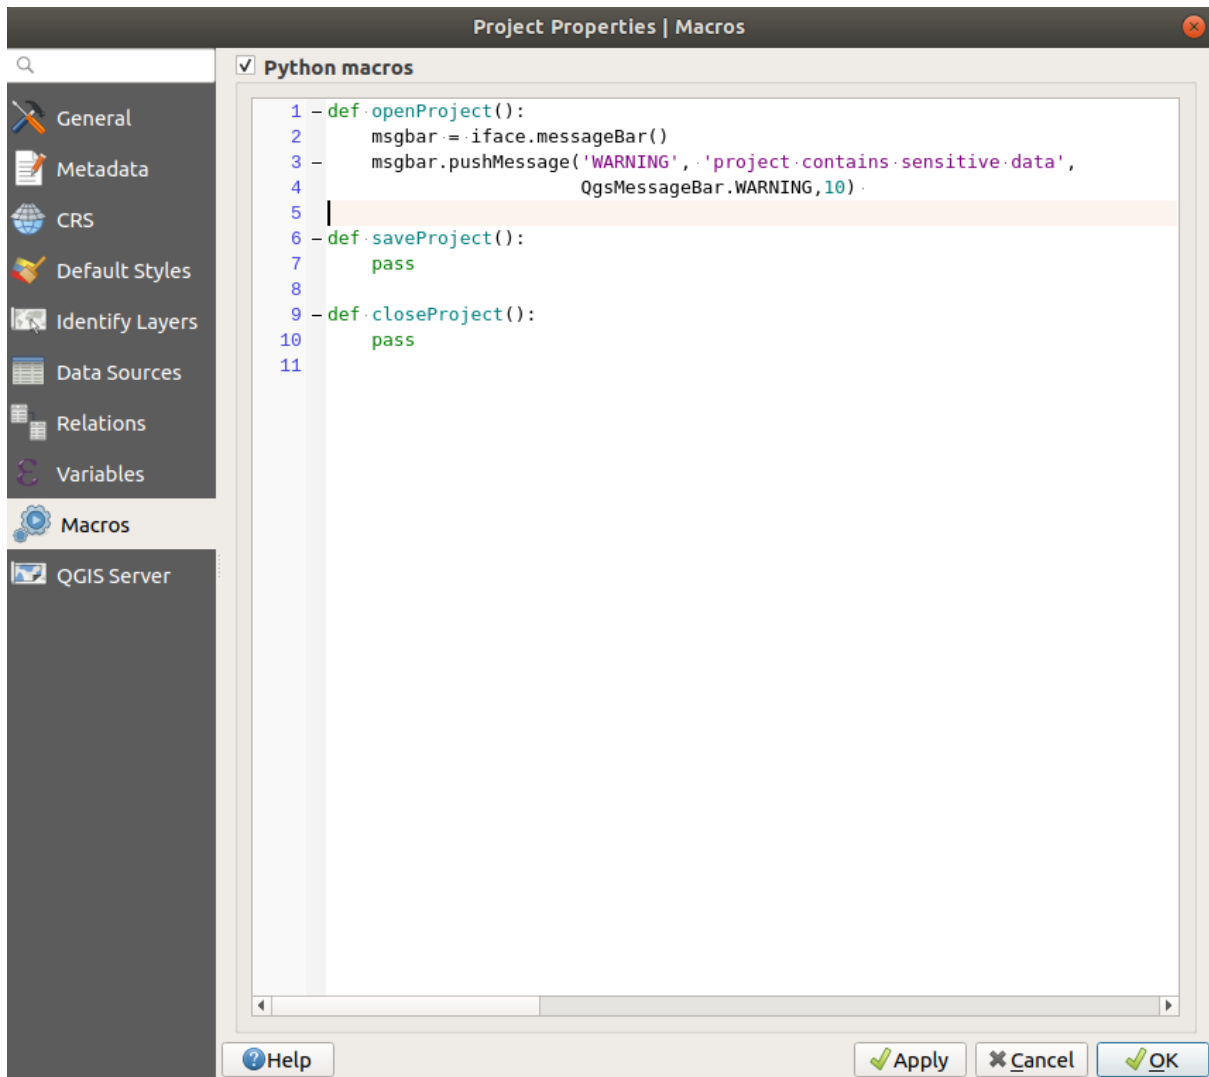 Project Properties | Macros
General
Metadata
CRS
Default Styles
Identify Layers
Data Sources
Relations
Variables
Macros
QGIS Server
Python macros
1 def openProject():
2 msgbar = iface.messageBar()
3 msgbar.pushMessage('WARNING', 'project contains sensitive data',
4 QgsMessageBar.WARNING,10)
5
6 def saveProject():
7 pass
8
9 def closeProject():
10 pass
11
Help
Apply
Cancel
OK